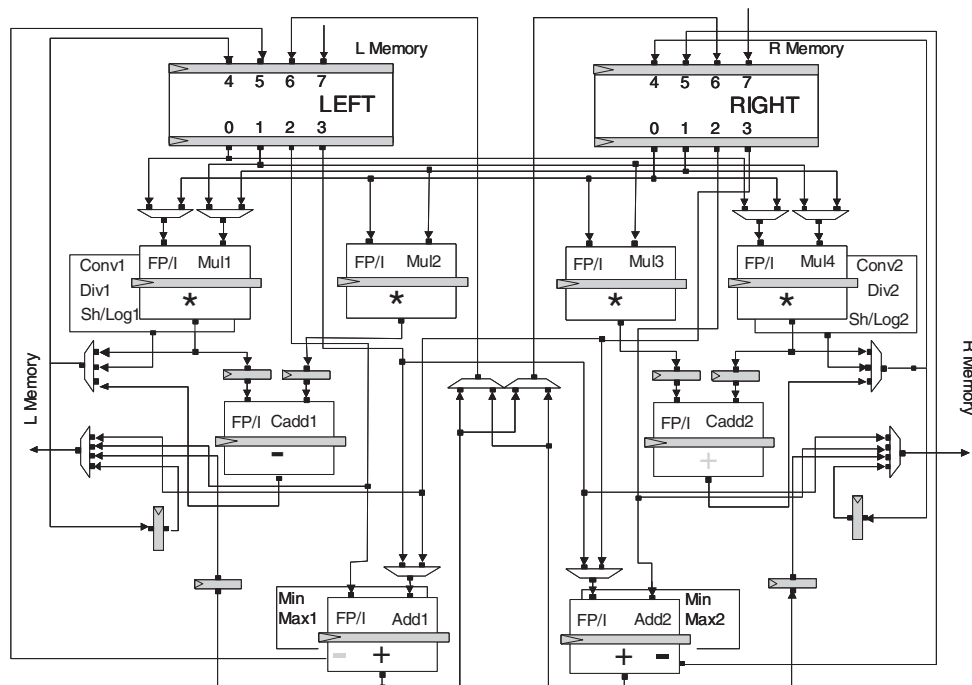 L Memory
R Memory
4 5 6 7
LEFT
0 1 2 3
4 5 6 7
RIGHT
0 1 2 3
Conv1
Div1
Sh/Log1
FP/I Mul1
*
FP/I Mul2
*
FP/I Mul3
*
FP/I Mul4
*
Conv2
Div2
Sh/Log2
L Memory
R Memory
FP/I Cadd1
-
FP/I Cadd2
+
Min
Max1
FP/I Add1
- +
FP/I Add2
+ -
Min
Max2